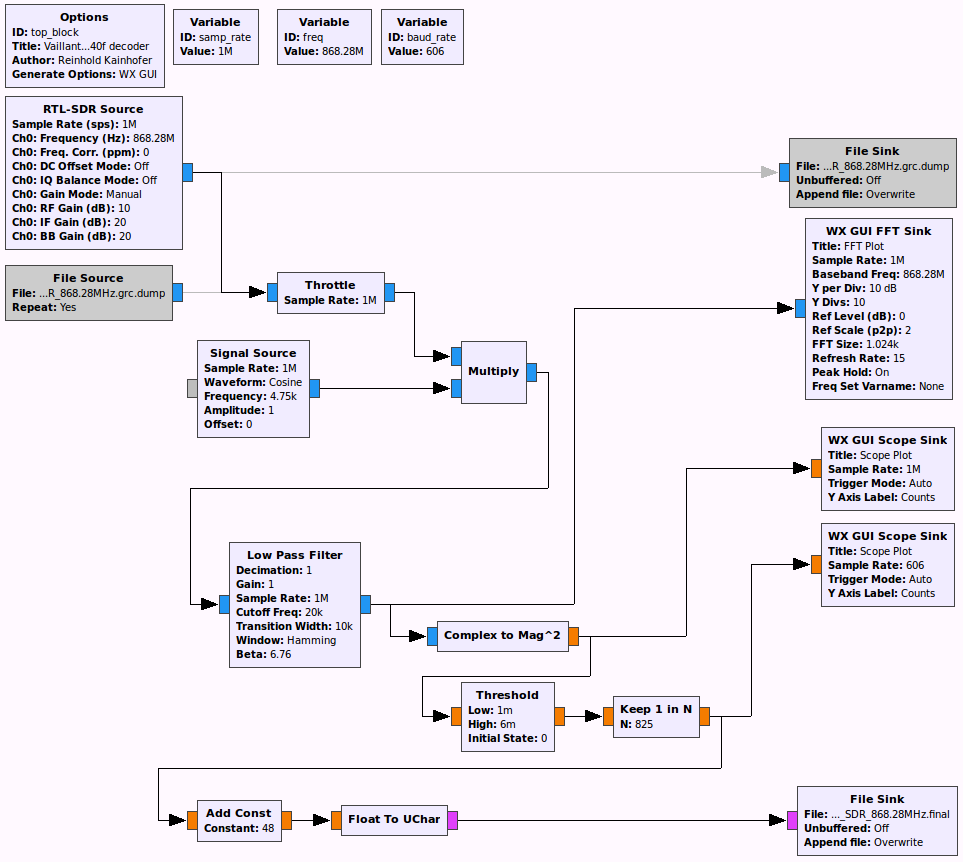 Options
ID: top_block
Title: Vaillant...40f decoder
Author: Reinhold Kainhofer
Generate Options: WX GUI
Variable
ID: samp_rate
Value: 1M
Variable
ID: freq
Value: 868.28M
Variable
ID: baud_rate
Value: 606
RTL-SDR Source
Sample Rate (sps): 1M
Ch0: Frequency (Hz): 868.28M
Ch0: Freq. Corr. (ppm): 0
Ch0: DC Offset Mode: Off
Ch0: IQ Balance Mode: Off
Ch0: Gain Mode: Manual
Ch0: RF Gain (dB): 10
Ch0: IF Gain (dB): 20
Ch0: BB Gain (dB): 20
File Sink
File: ...R_868.28MHz.grc.dump
Unbuffered: Off
Append file: Overwrite
WX GUI FFT Sink
Title: FFT Plot
Sample Rate: 1M
Baseband Freq: 868.28M
Y per Div: 10 dB
Y Divs: 10
Ref Level (dB): 0
Ref Scale (p2p): 2
FFT Size: 1.024k
Refresh Rate: 15
Peak Hold: On
Freq Set Varname: None
File Source
File: ...R_868.28MHz.grc.dump
Repeat: Yes
Throttle
Sample Rate: 1M
Signal Source
Sample Rate: 1M
Waveform: Cosine
Frequency: 4.75k
Amplitude: 1
Offset: 0
Multiply
WX GUI Scope Sink
Title: Scope Plot
Sample Rate: 1M
Trigger Mode: Auto
Y Axis Label: Counts
WX GUI Scope Sink
Title: Scope Plot
Sample Rate: 606
Trigger Mode: Auto
Y Axis Label: Counts
Low Pass Filter
Decimation: 1
Gain: 1
Sample Rate: 1M
Cutoff Freq: 20k
Transition Width: 10k
Window: Hamming
Beta: 6.76
Complex to Mag^2
Threshold
Low: 1m
High: 6m
Initial State: 0
Keep 1 in N
N: 825
Add Const
Constant: 48
Float To UChar
File Sink
File: ..._SDR_868.28MHz.final
Unbuffered: Off
Append file: Overwrite